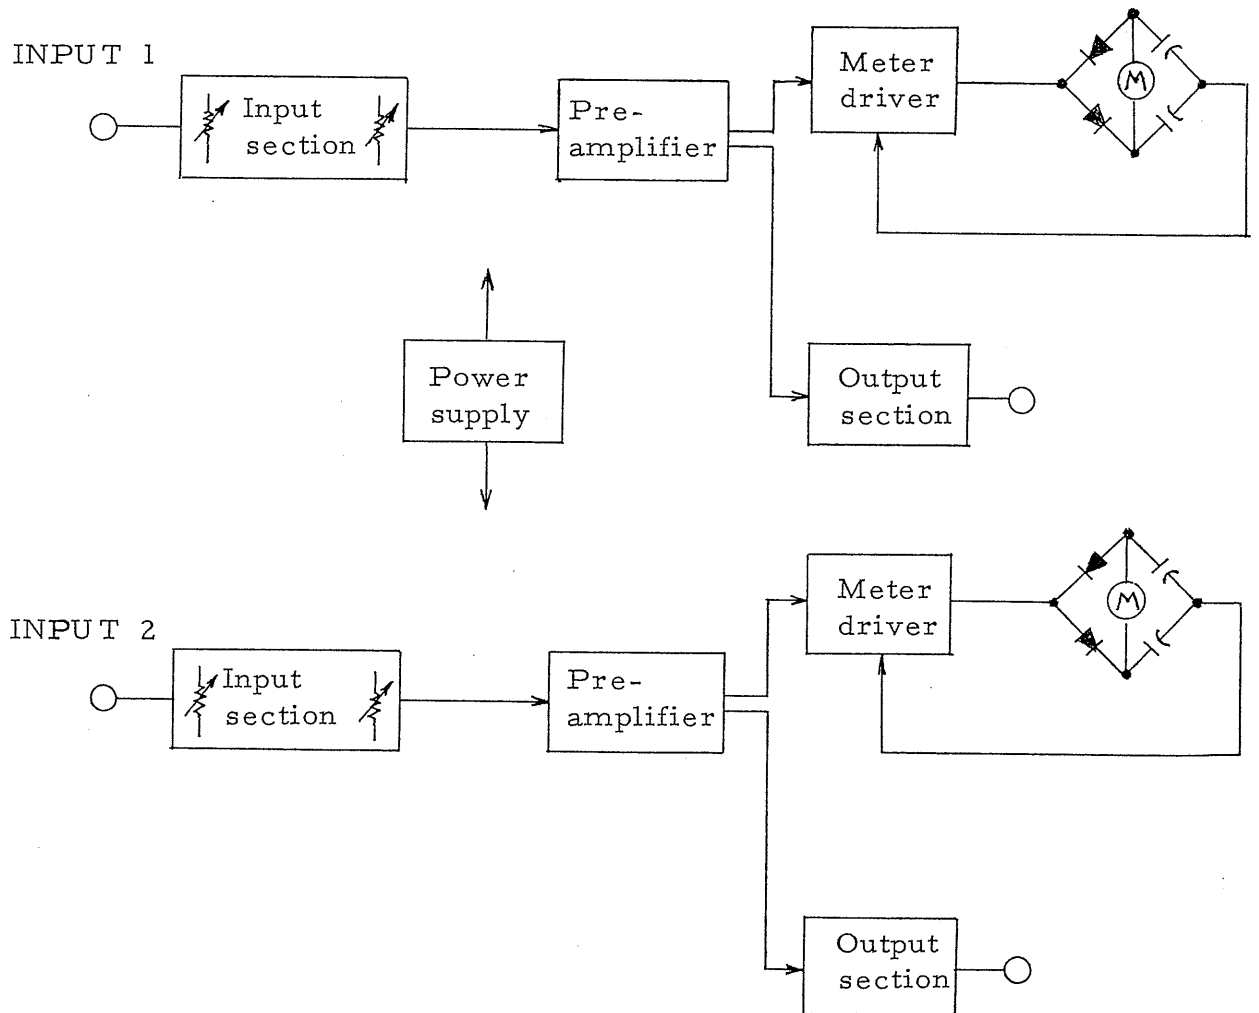 INPUT 1
Input
section
Pre-
amplifier
Meter
driver
M
Power
supply
Output
section
INPUT 2
Input
section
Pre-
amplifier
Meter
driver
M
Output
section